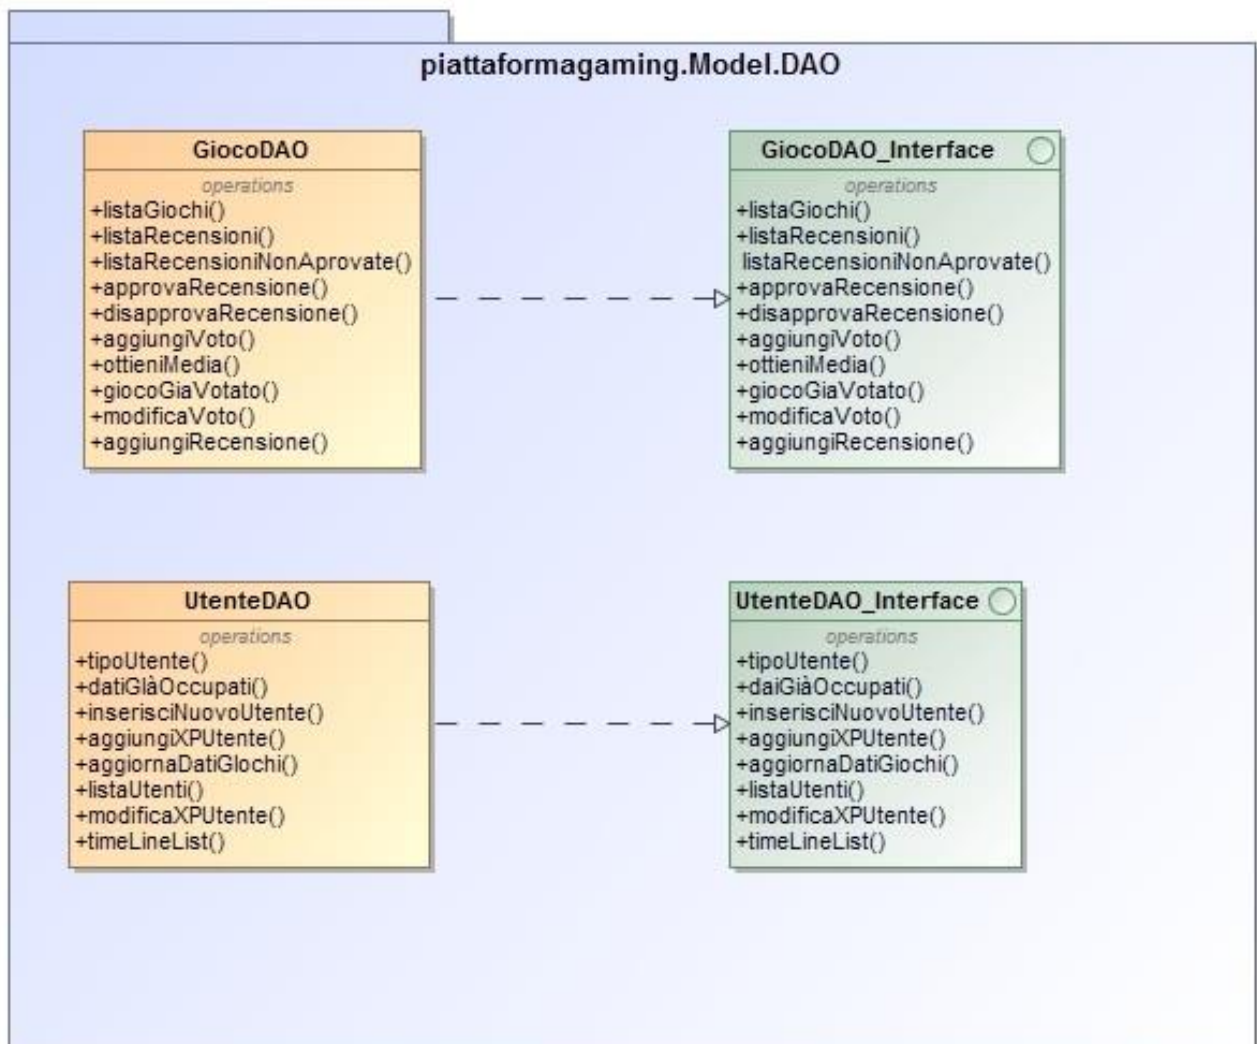 piattaformagaming.Model.DAO
GiocoDAO
operations
+listaGiochi()
+listaRecensioni()
+listaRecensioniNonAprovate()
+approvaRecensione()
+disapprovaRecensione()
+aggiungiVoto()
+ottieniMedia()
+giocoGiaVotato()
+modificaVoto()
+aggiungiRecensione()
GiocoDAO_Interface
operations
+listaGiochi()
+listaRecensioni()
listaRecensioniNonAprovate()
+approvaRecensione()
+disapprovaRecensione()
+aggiungiVoto()
+ottieniMedia()
+giocoGiaVotato()
+modificaVoto()
+aggiungiRecensione()
UtenteDAO
operations
+tipoUtente()
+datiGIàOccupati()
+inserisciNuovoUtente()
+aggiungiXPUtente()
+aggiornaDatiGIochi()
+listaUtenti()
+modificaXPUtente()
+timeLineList()
UtenteDAO_Interface
operations
+tipoUtente()
+daiGiàOccupati()
+inserisciNuovoUtente()
+aggiungiXPUtente()
+aggiornaDatiGiochi()
+listaUtenti()
+modificaXPUtente()
+timeLineList()